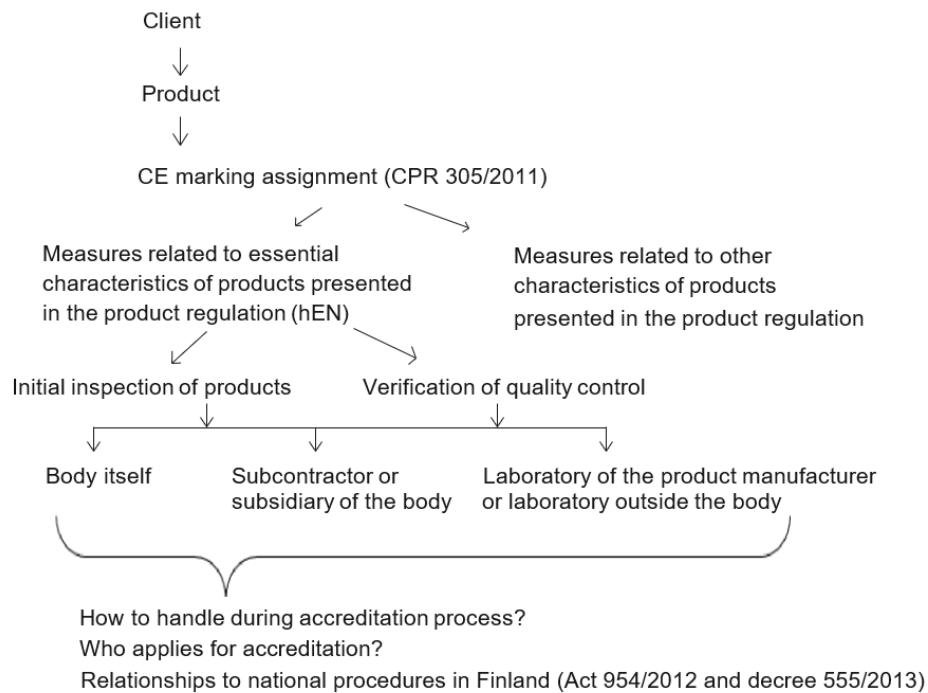 Client
Product
CE marking assignment (CPR 305/2011)
Measures related to essential
characteristics of products presented
in the product regulation (hEN)
Measures related to other
characteristics of products
presented in the product regulation
Initial inspection of products
Verification of quality control
Body itself
Subcontractor or
subsidiary of the body
Laboratory of the product manufacturer
or laboratory outside the body
How to handle during accreditation process?
Who applies for accreditation?
Relationships to national procedures in Finland (Act 954/2012 and decree 555/2013)